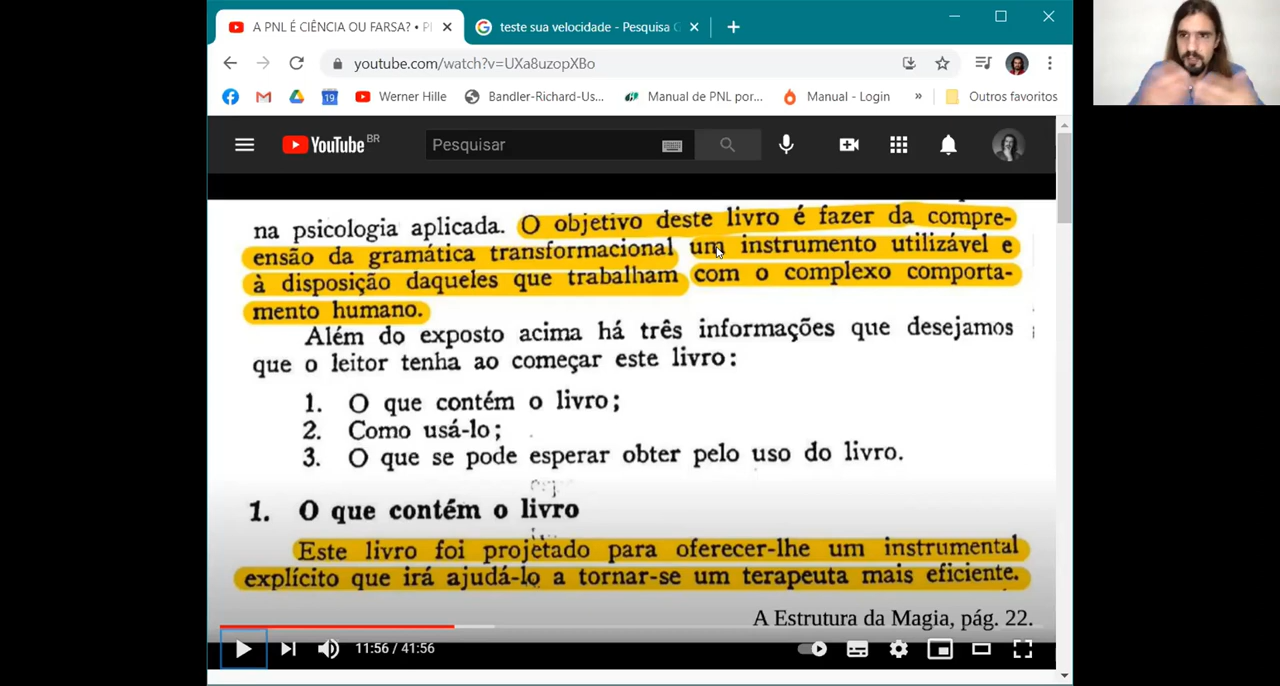 A PNL É CIÊNCIA OU FARSA? • P
teste sua velocidade - Pesquisa G
youtube.com/watch?v=UXa8uzopXBo
Werner Hille
Bandler-Richard-Us...
Manual de PNL por...
Manual - Login
»
Outros favoritos
19
YouTube BR
Pesquisar
na psicologia aplicada. O objetivo deste livro é fazer da compre-
ensão da gramática transformacional um instrumento utilizável e
à disposição daqueles que trabalham com o complexo comporta-
mento humano.
Além do exposto acima há três informações que desejamos
que o leitor tenha ao começar este livro:
1. O que contém o livro;
2. Como usá-lo;
3. O que se pode esperar obter pelo uso do livro.
1. O que contém o livro
Este livro foi projetado para oferecer-lhe um instrumental
explícito que irá ajudá-lo a tornar-se um terapeuta mais eficiente.
A Estrutura da Magia, pág. 22.
11:56 / 41:56